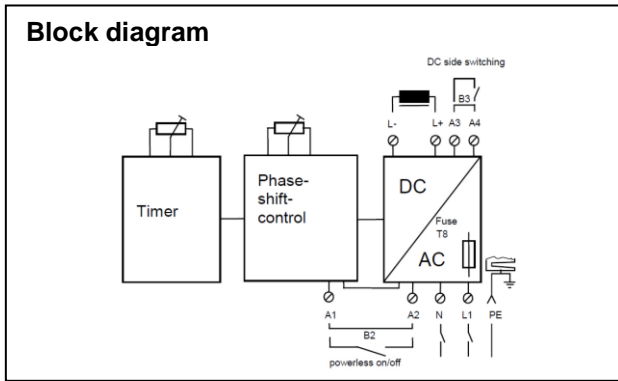 Block diagram
DC side switching
B3
L- L+ A3 A4
Timer
Phase-
shift-
control
DC
Fuse
T8
AC
A1 A2 N L1 PE
B2
powerless on/off